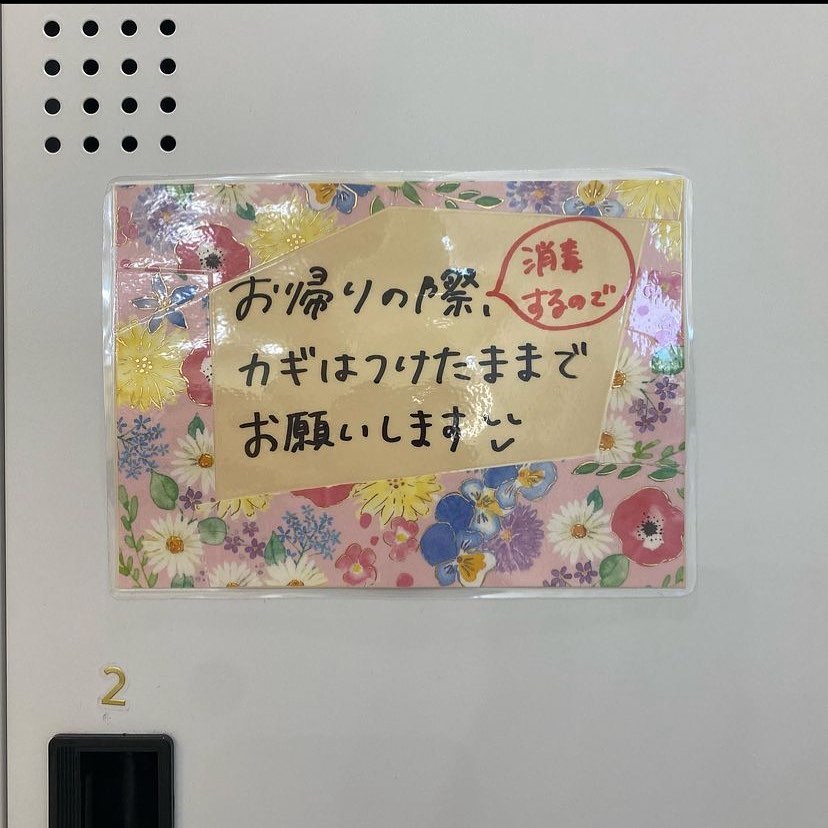 お帰りの際、
消毒
するので
カギはつけたままで
お願いします
2